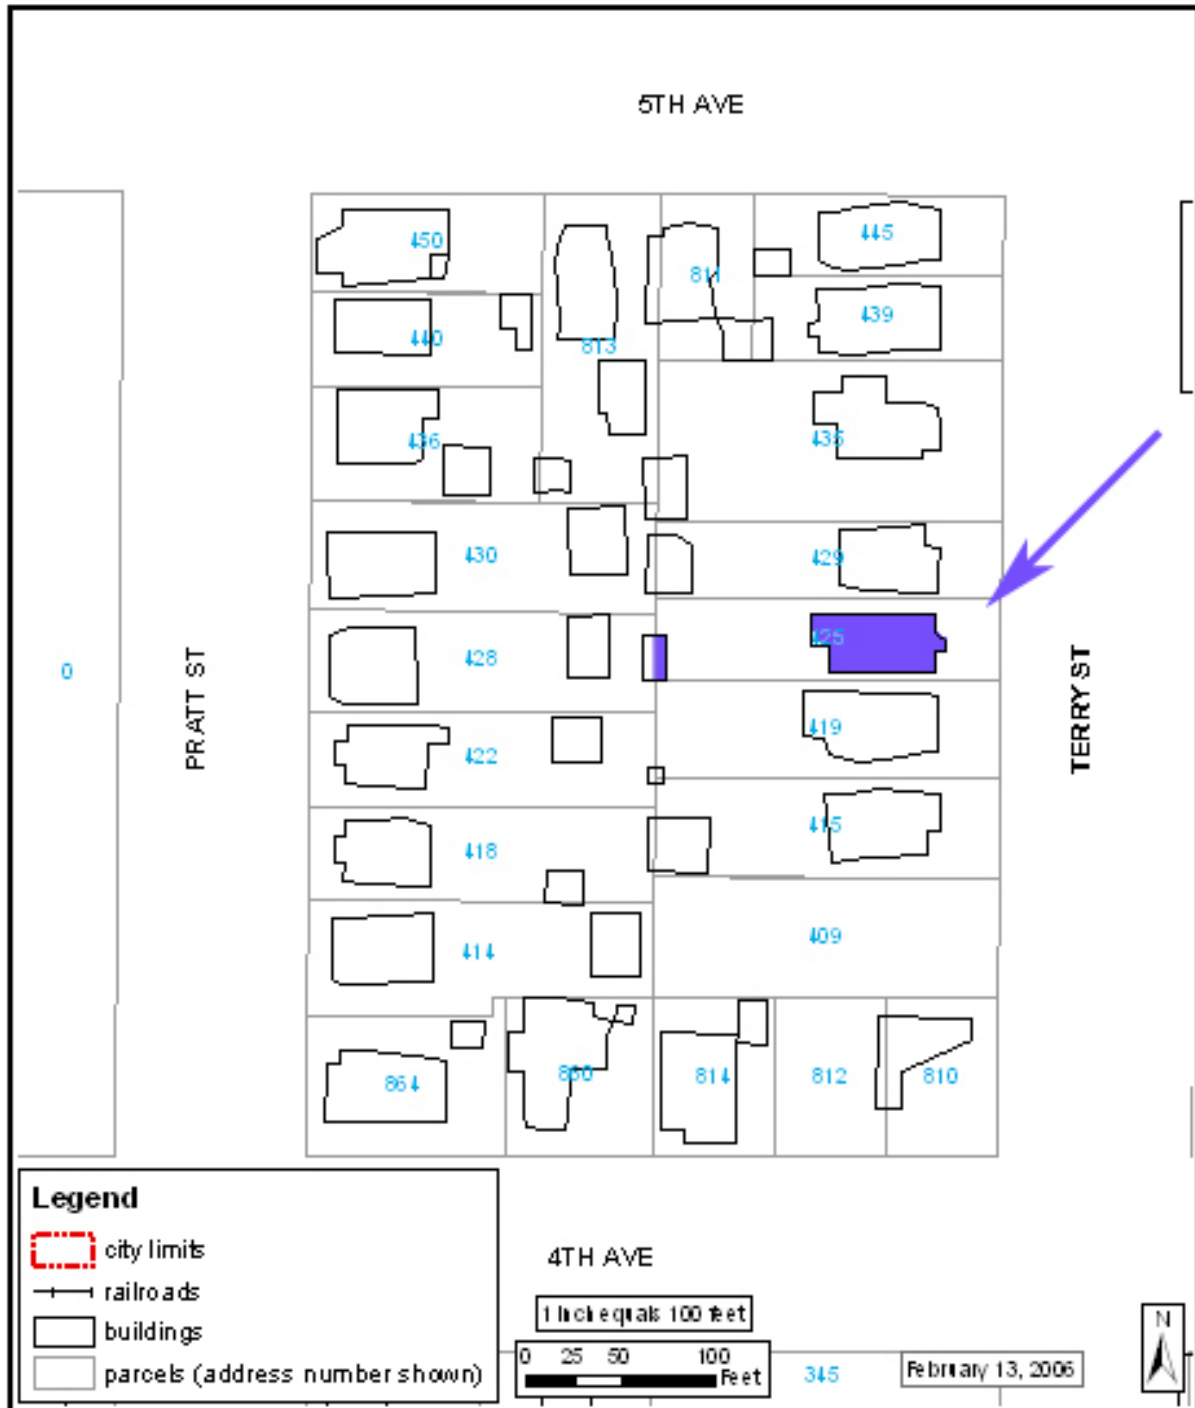 5TH AVE
450
445
811
439
440
813
436
435
430
429
425
428
0
PRATT ST
TERRY ST
419
422
415
418
409
414
864
814
812
810
Legend
city limits
railroads
buildings
parcels (address number shown)
4TH AVE
1 Inch equals 100 feet
0 25 50 100
Feet
345
February 13, 2006
N